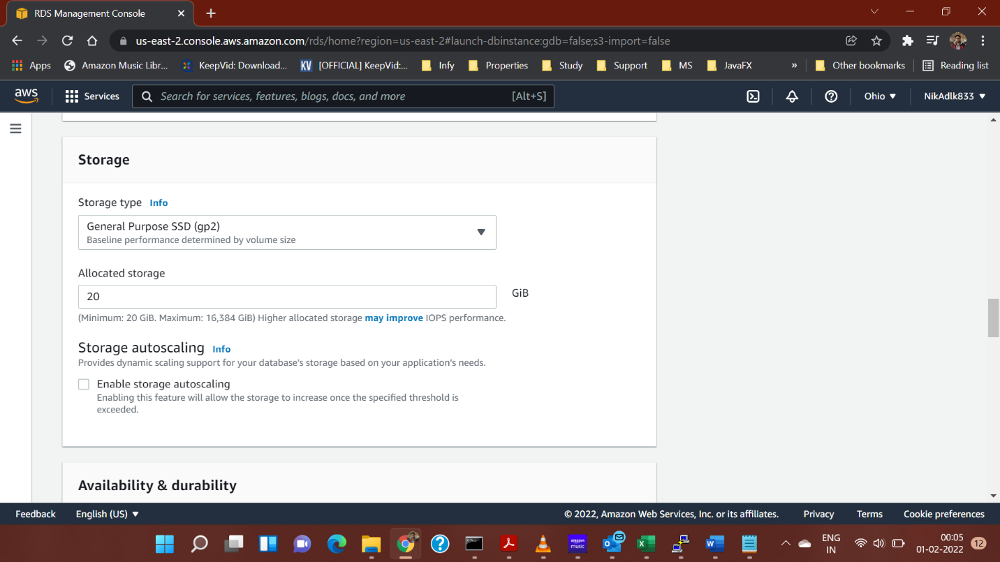 RDS Management Console
us-east-2.console.aws.amazon.com/rds/home?region=us-east-2#launch-dbinstance:gdb=false;s3-import=false
Apps Amazon Music Libr... KeepVid: Download... KV [OFFICIAL] KeepVid:... Infy Properties Study Support MS JavaFX » Other bookmarks Reading list
aws Services Search for services, features, blogs, docs, and more [Alt+S] Ohio NikAdlk833
Storage
Storage type Info
General Purpose SSD (gp2)
Baseline performance determined by volume size
Allocated storage
20 GiB
(Minimum: 20 GiB. Maximum: 16,384 GiB) Higher allocated storage may improve IOPS performance.
Storage autoscaling Info
Provides dynamic scaling support for your database's storage based on your application's needs.
Enable storage autoscaling
Enabling this feature will allow the storage to increase once the specified threshold is
exceeded.
Availability & durability
Feedback English (US) © 2022, Amazon Web Services, Inc. or its affiliates. Privacy Terms Cookie preferences
amazon music
ENG
IN
00:05
01-02-2022
12